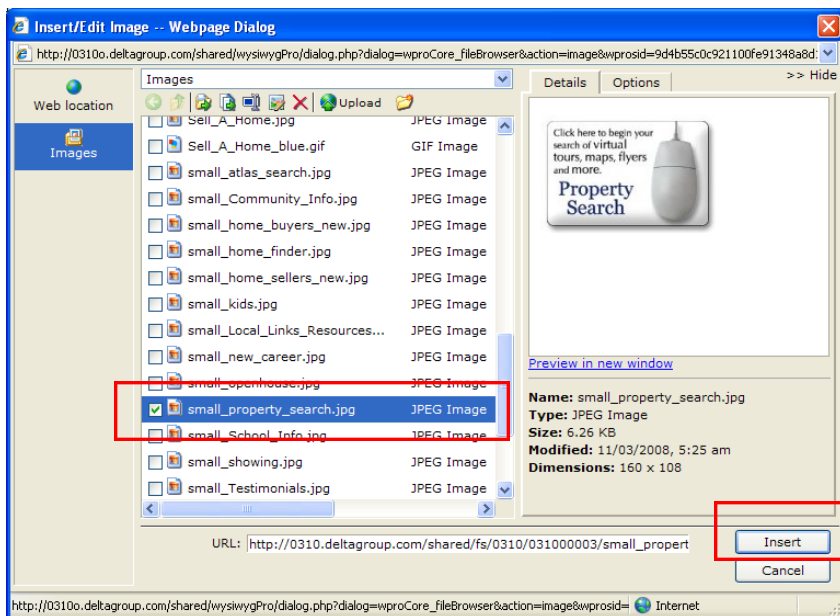 Insert/Edit Image -- Webpage Dialog
http://0310o.deltagroup.com/shared/wysiwygPro/dialog.php?dialog=wproCore_fileBrowser&action=image&wprosid=9d4b55c0c921100fe91348a8d:
Web location
Images
Images
Upload
Sell_A_Home.jpg JPEG Image
Sell_A_Home_blue.gif GIF Image
small_atlas_search.jpg JPEG Image
small_Community_Info.jpg JPEG Image
small_home_buyers_new.jpg JPEG Image
small_home_finder.jpg JPEG Image
small_home_sellers_new.jpg JPEG Image
small_kids.jpg JPEG Image
small_Local_Links_Resources... JPEG Image
small_new_career.jpg JPEG Image
small_openhouse.jpg JPEG Image
small_property_search.jpg JPEG Image
small_School_Info.jpg JPEG Image
small_showing.jpg JPEG Image
small_Testimonials.jpg JPEG Image
Details Options >> Hide
Click here to begin your
search of virtual
tours, maps, flyers
and more.
Property
Search
Preview in new window
Name: small_property_search.jpg
Type: JPEG Image
Size: 6.26 KB
Modified: 11/03/2008, 5:25 am
Dimensions: 160 x 108
URL: http://0310.deltagroup.com/shared/fs/0310/031000003/small_propert
Insert
Cancel
http://0310o.deltagroup.com/shared/wysiwygPro/dialog.php?dialog=wproCore_fileBrowser&action=image&wprosid= Internet